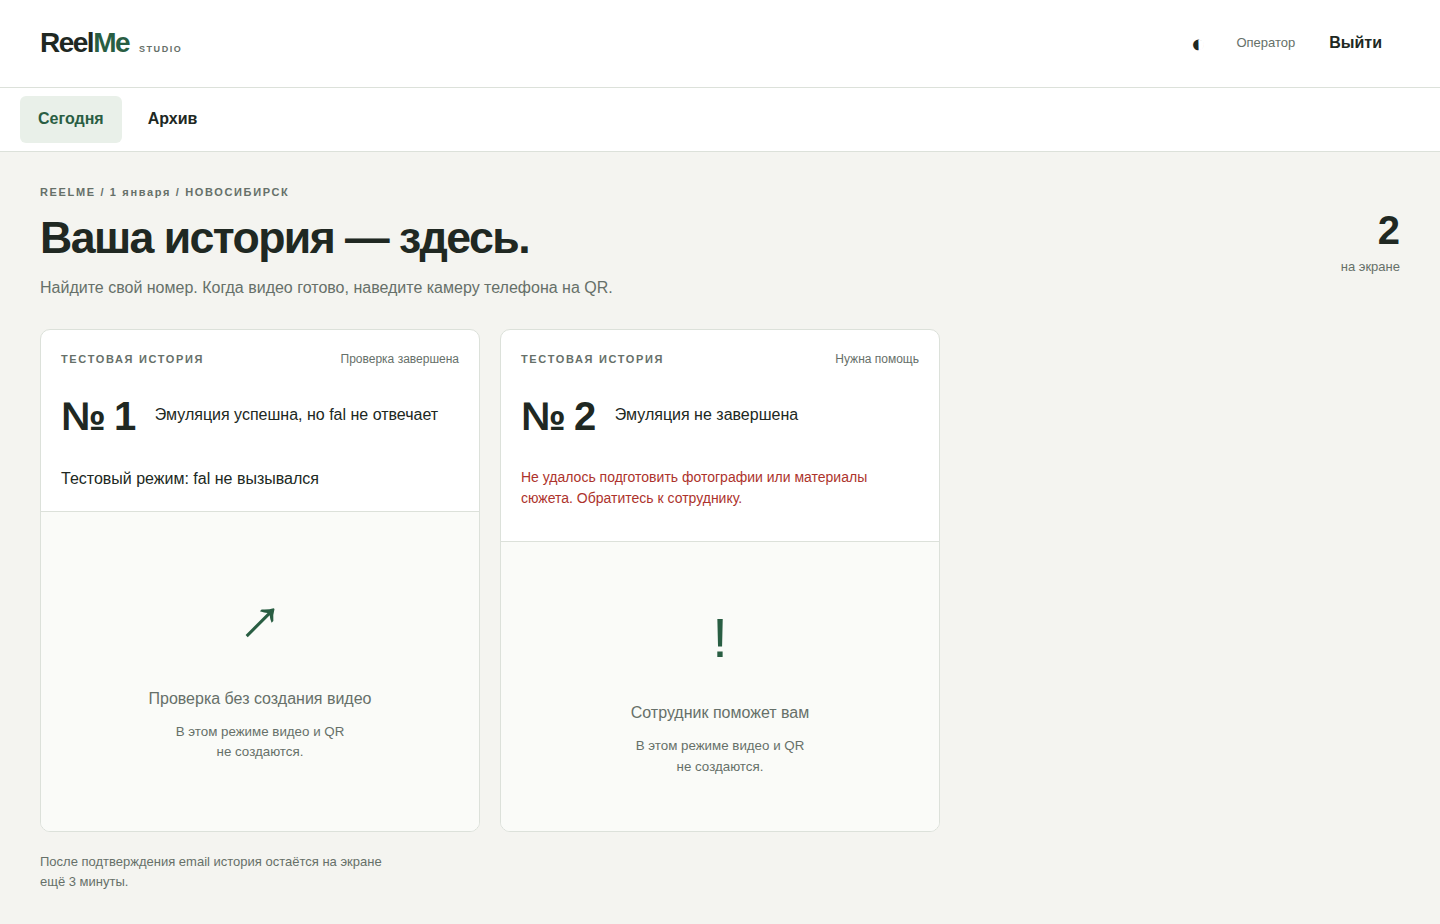 ReelMe STUDIO
Оператор
Выйти
Сегодня
Архив
REELME / 1 января / НОВОСИБИРСК
Ваша история — здесь.
Найдите свой номер. Когда видео готово, наведите камеру телефона на QR.
2
на экране
ТЕСТОВАЯ ИСТОРИЯ
Проверка завершена
№ 1
Эмуляция успешна, но fal не отвечает
Тестовый режим: fal не вызывался
Проверка без создания видео
В этом режиме видео и QR
не создаются.
ТЕСТОВАЯ ИСТОРИЯ
Нужна помощь
№ 2
Эмуляция не завершена
Не удалось подготовить фотографии или материалы
сюжета. Обратитесь к сотруднику.
!
Сотрудник поможет вам
В этом режиме видео и QR
не создаются.
После подтверждения email история остаётся на экране
ещё 3 минуты.